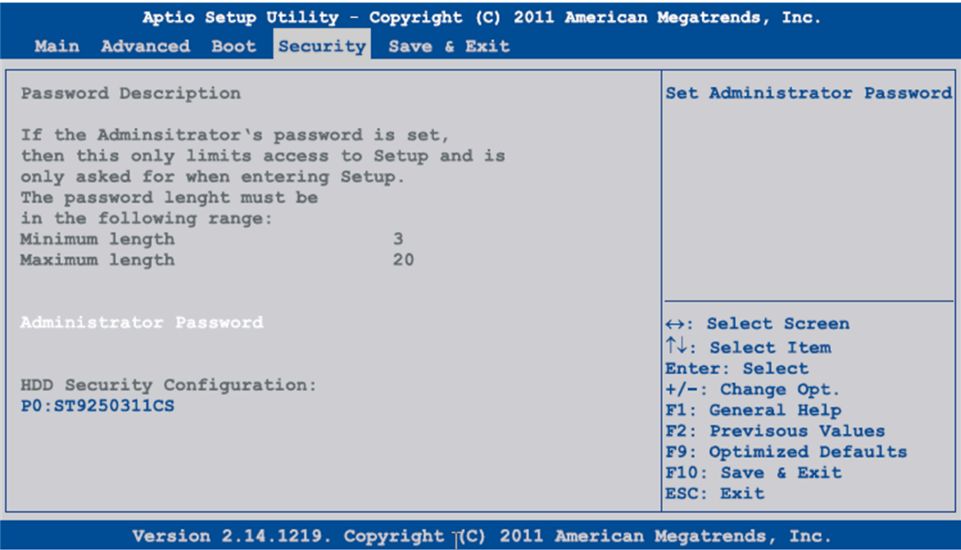 Aptio Setup Utility - Copyright (C) 2011 American Megatrends, Inc.
Main Advanced Boot Security Save & Exit
Password Description
If the Adminsitrator`s password is set,
then this only limits access to Setup and is
only asked for when entering Setup.
The password lenght must be
in the following range:
Minimum length 3
Maximum length 20
Administrator Password
HDD Security Configuration:
P0:ST9250311CS
Set Administrator Password
↔: Select Screen
↑↓: Select Item
Enter: Select
+/-: Change Opt.
F1: General Help
F2: Previsous Values
F9: Optimized Defaults
F10: Save & Exit
ESC: Exit
Version 2.14.1219. Copyright (C) 2011 American Megatrends, Inc.